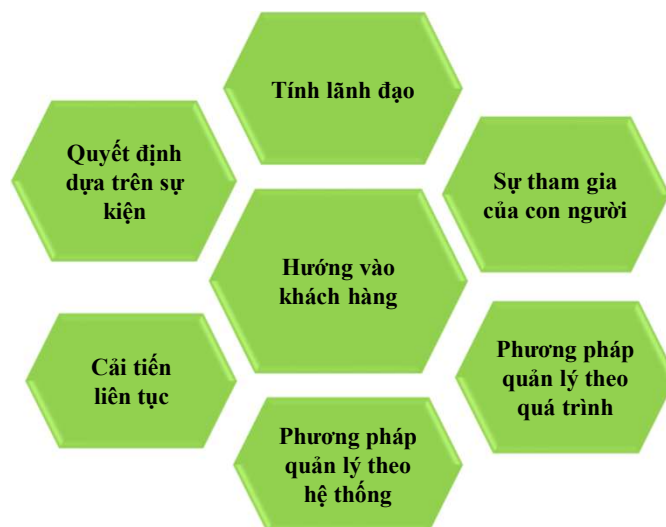 Tính lãnh đạo
Quyết định
dựa trên sự
kiện
Sự tham gia
của con người
Hướng vào
khách hàng
Cải tiến
liên tục
Phương pháp
quản lý theo
quá trình
Phương pháp
quản lý theo
hệ thống